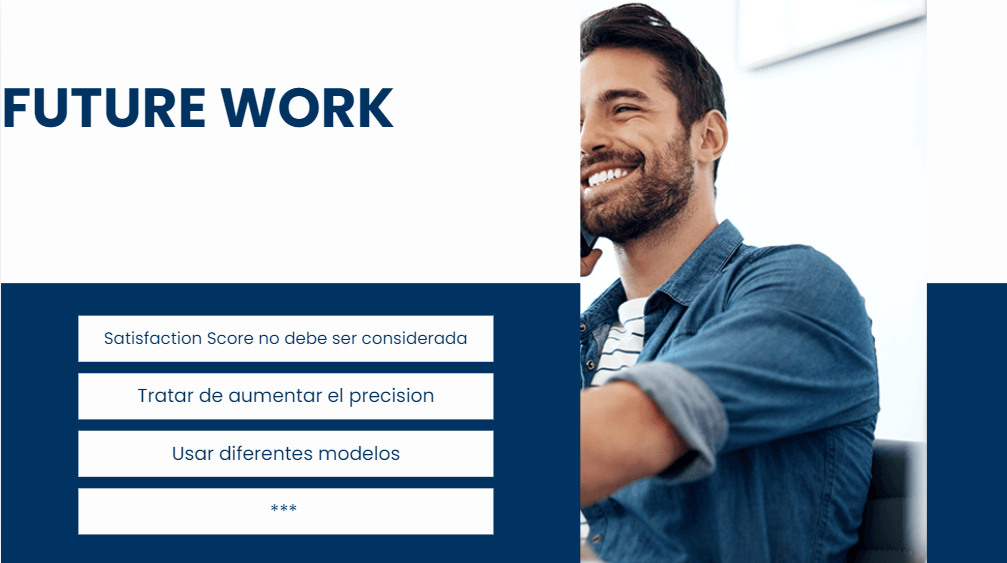 FUTURE WORK
Satisfaction Score no debe ser considerada
Tratar de aumentar el precision
Usar diferentes modelos
***